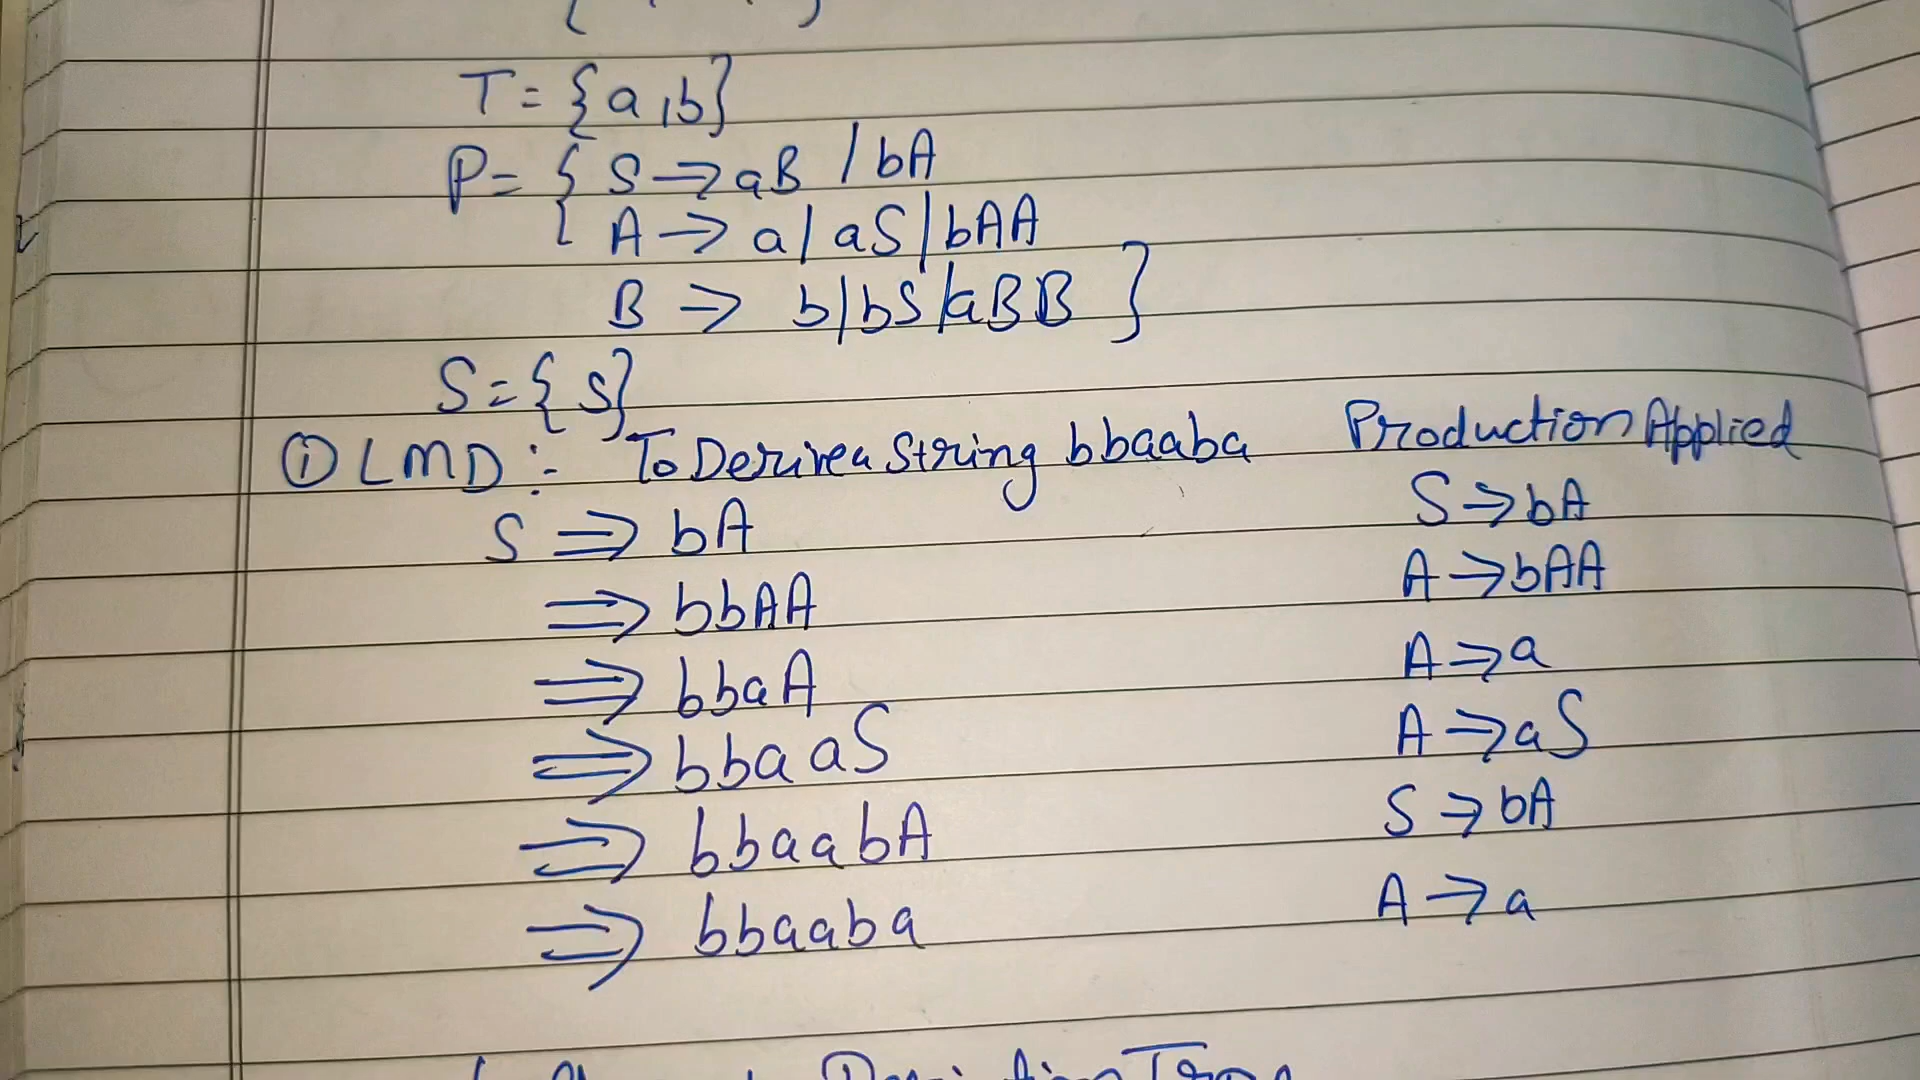 T = {a, b}
P = { S → aB / bA
A → a | aS | bAA
B → b | bS | aBB }
S = {S}
① LMD :- To Derive a String bbaaba Production Applied
S ⇒ bA S → bA
⇒ bbAA A → bAA
⇒ bbaA A → a
⇒ bbaaS A → aS
⇒ bbaabA S → bA
⇒ bbaaba A → a